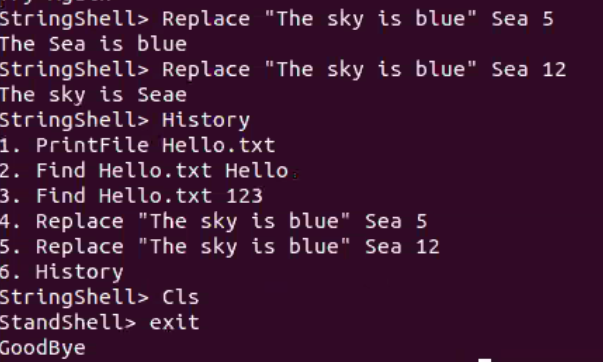 StringShell> Replace "The sky is blue" Sea 5
The Sea is blue
StringShell> Replace "The sky is blue" Sea 12
The sky is Seae
StringShell> History
1. PrintFile Hello.txt
2. Find Hello.txt Hello
3. Find Hello.txt 123
4. Replace "The sky is blue" Sea 5
5. Replace "The sky is blue" Sea 12
6. History
StringShell> Cls
StandShell> exit
GoodBye